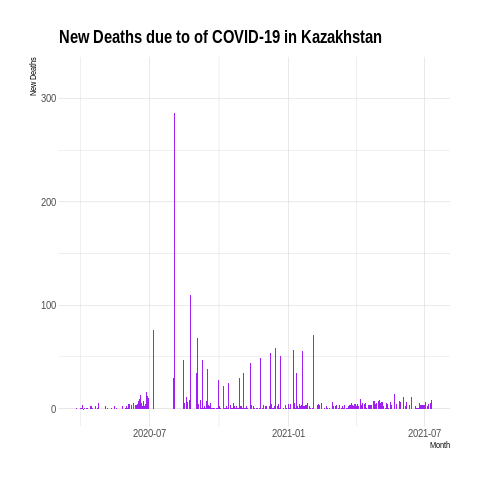 New Deaths due to of COVID-19 in Kazakhstan
New Deaths
300
200
100
0
2020-07
2021-01
2021-07
Month